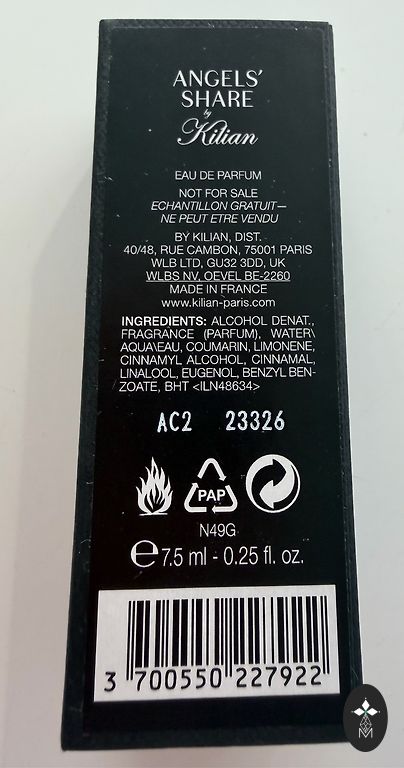 ANGELS'
SHARE
by
Kilian
EAU DE PARFUM
NOT FOR SALE
ECHANTILLON GRATUIT—
NE PEUT ETRE VENDU
BY KILIAN, DIST.
40/48, RUE CAMBON, 75001 PARIS
WLB LTD, GU32 3DD, UK
WLBS NV, OEVEL BE-2260
MADE IN FRANCE
www.kilian-paris.com
INGREDIENTS: ALCOHOL DENAT.,
FRAGRANCE (PARFUM), WATER\
AQUA\EAU, COUMARIN, LIMONENE,
CINNAMYL ALCOHOL, CINNAMAL,
LINALOOL, EUGENOL, BENZYL BEN-
ZOATE, BHT <ILN48634>
AC2 23326
PAP
N49G
e 7.5 ml - 0.25 fl. oz.
3 700550 227922
M